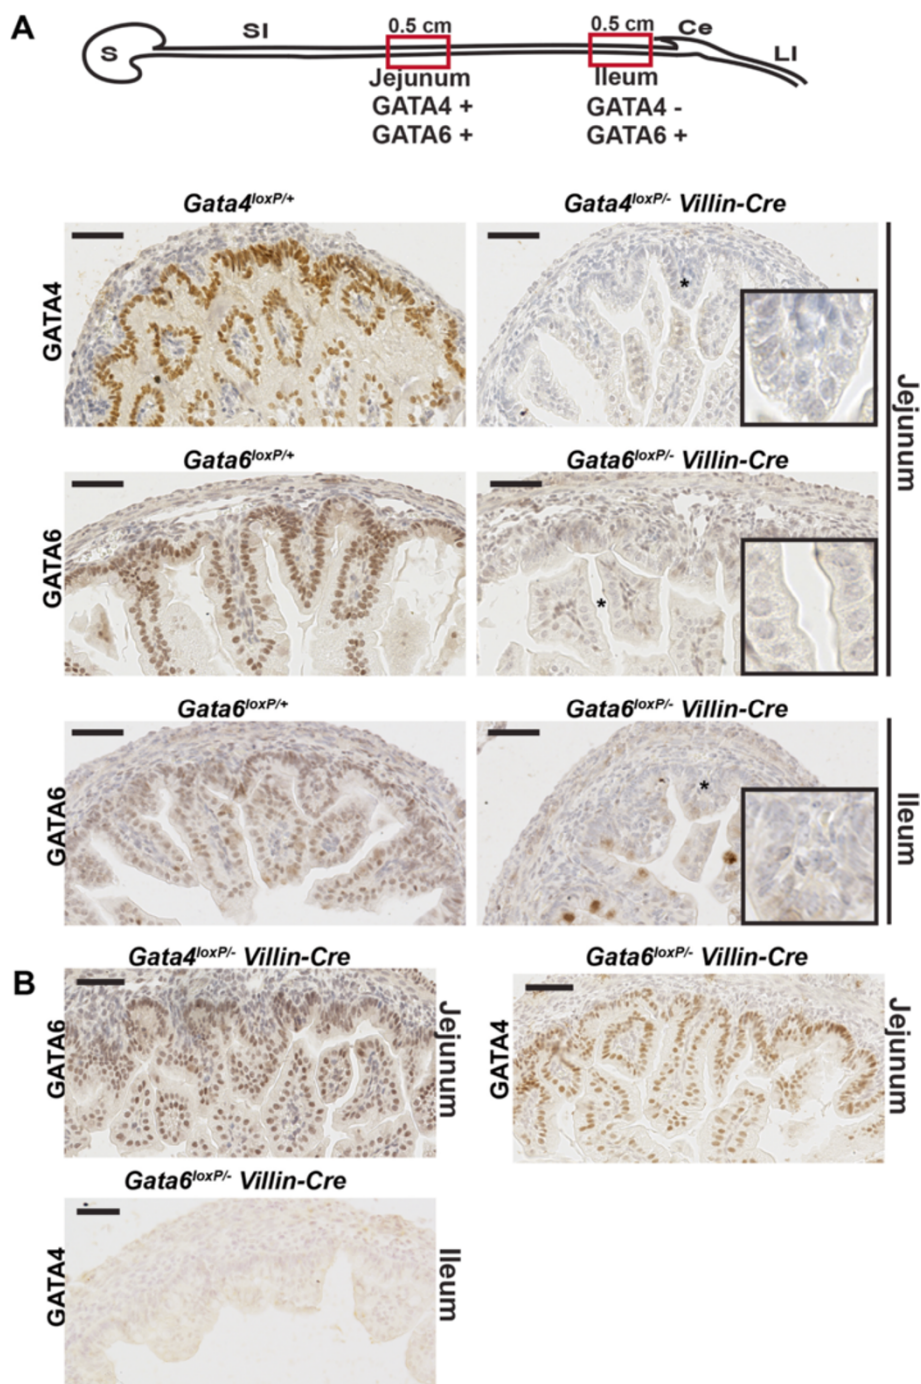 A
0.5 cm
0.5 cm
SI
Ce
S
LI
Jejunum
Ileum
GATA4 +
GATA4 -
GATA6 +
GATA6 +
Gata4loxP/+
Gata4loxP/- Villin-Cre
GATA4
*
Jejunum
Gata6loxP/+
Gata6loxP/- Villin-Cre
GATA6
*
Gata6loxP/+
Gata6loxP/- Villin-Cre
GATA6
*
Ileum
B
Gata4loxP/- Villin-Cre
Gata6loxP/- Villin-Cre
GATA6
Jejunum
GATA4
Jejunum
Gata6loxP/- Villin-Cre
GATA4
Ileum